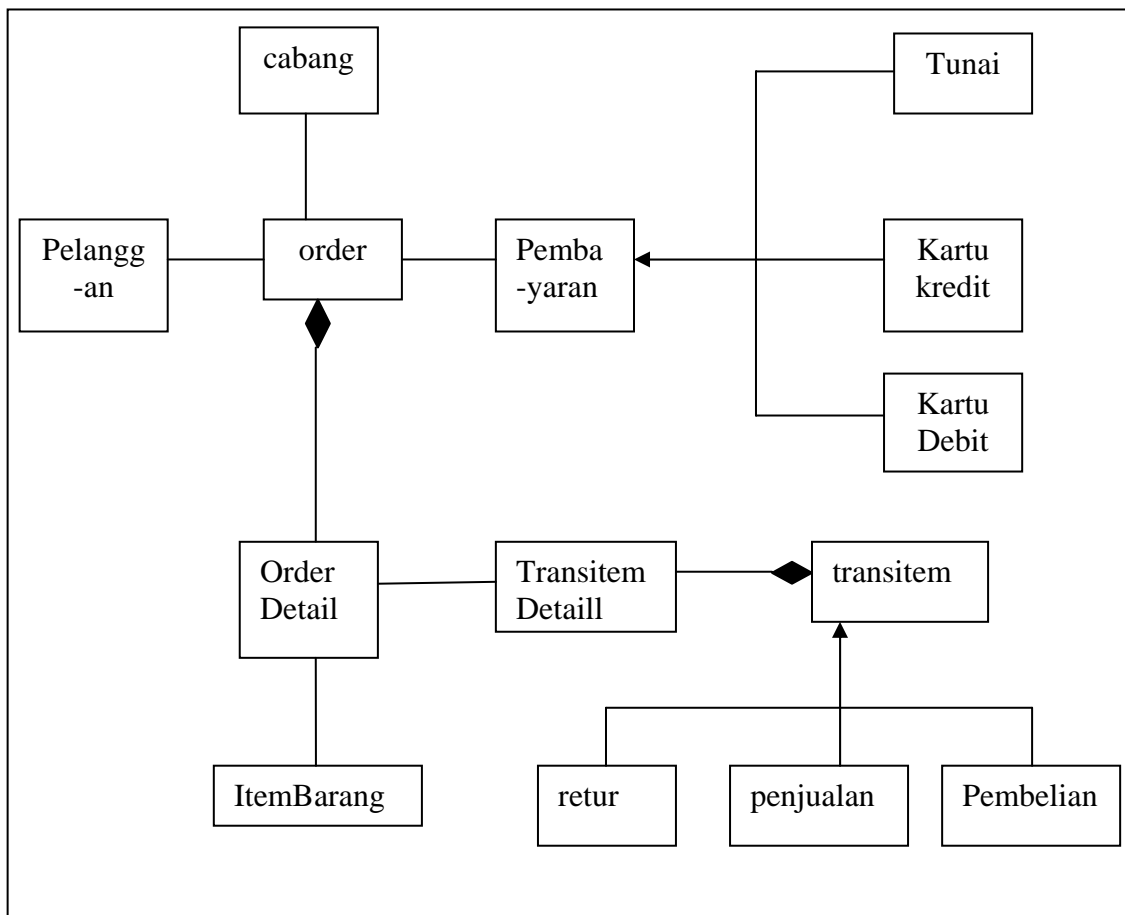 cabang
Tunai
Pelangg
-an
order
Pemba
-yaran
Kartu
kredit
Kartu
Debit
Order
Detail
Transitem
Detaill
transitem
ItemBarang
retur
penjualan
Pembelian